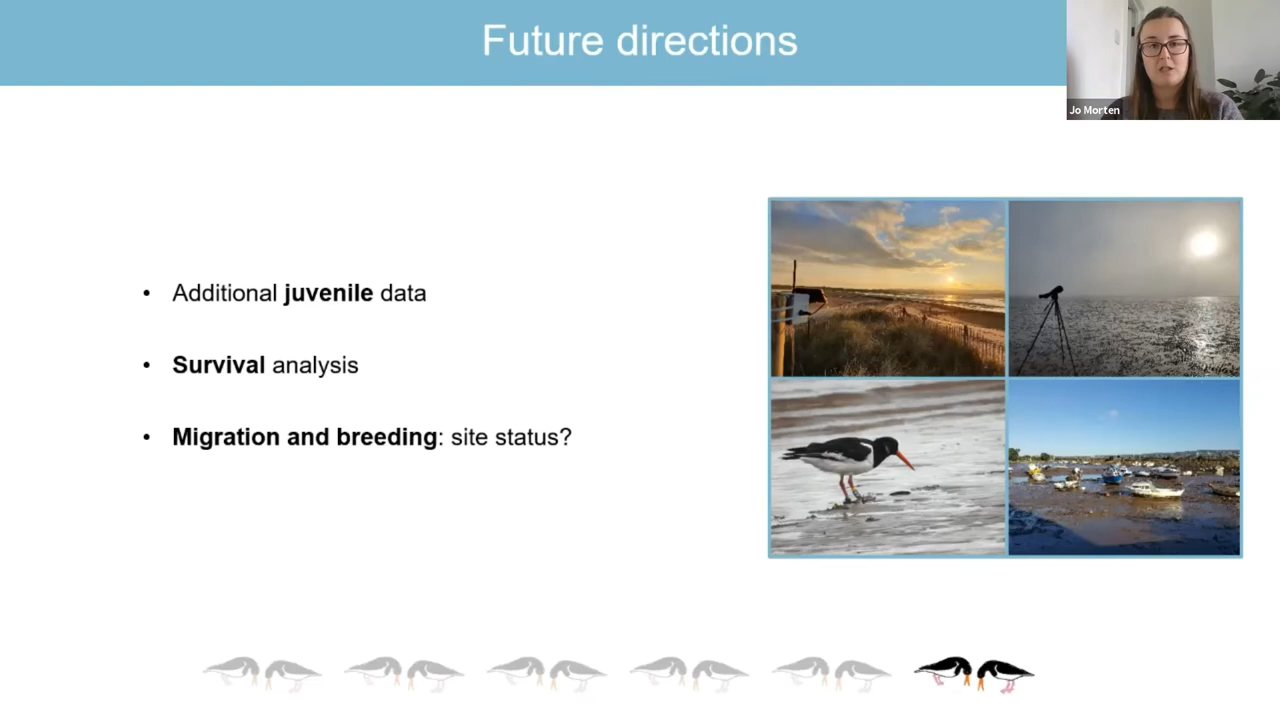 Future directions
Jo Morten
• Additional juvenile data
• Survival analysis
• Migration and breeding: site status?